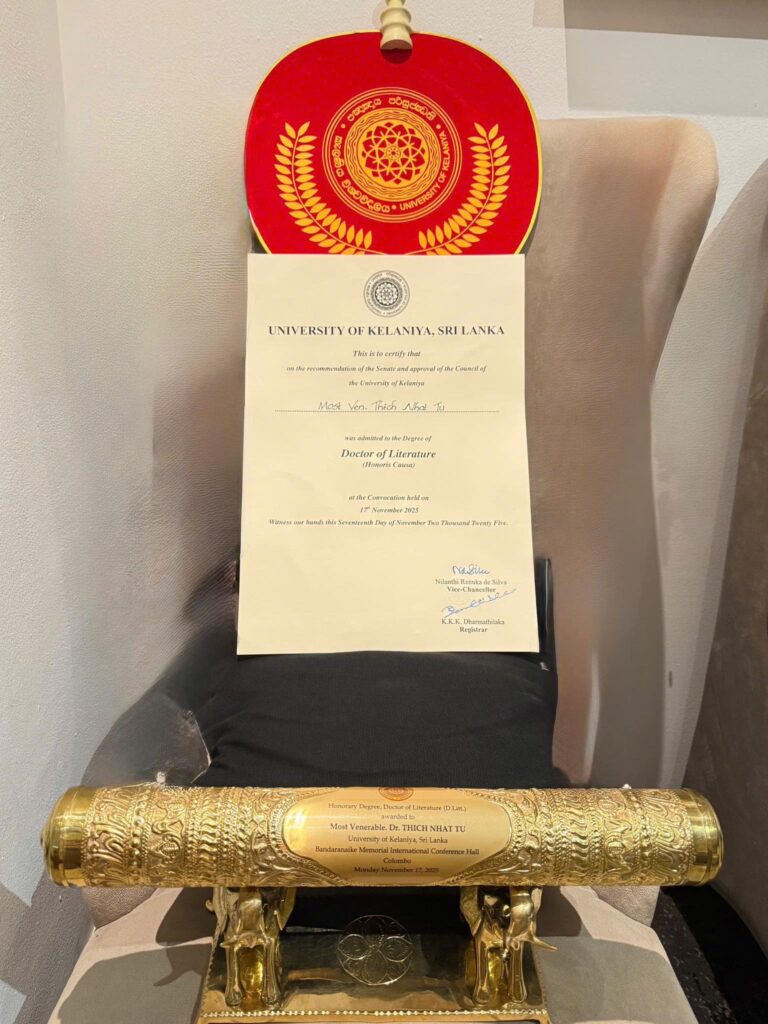 UNIVERSITY OF KELANIYA
UNIVERSITY OF KELANIYA, SRI LANKA
This is to certify that
on the recommendation of the Senate and approval of the Council of
the University of Kelaniya
Most Ven. Thich Nhat Tu
was admitted to the Degree of
Doctor of Literature
(Honoris Causa)
at the Convocation held on
17th November 2025
Witness our hands this Seventeenth Day of November Two Thousand Twenty Five.
Nilanthi Renuka de Silva
Vice-Chancellor
K.K.K. Dharmathilaka
Registrar
Honorary Degree, Doctor of Literature (D.Litt.)
awarded to
Most Venerable. Dr. THICH NHAT TU
University of Kelaniya, Sri Lanka
Bandaranaike Memorial International Conference Hall
Colombo
Monday November 17, 2025